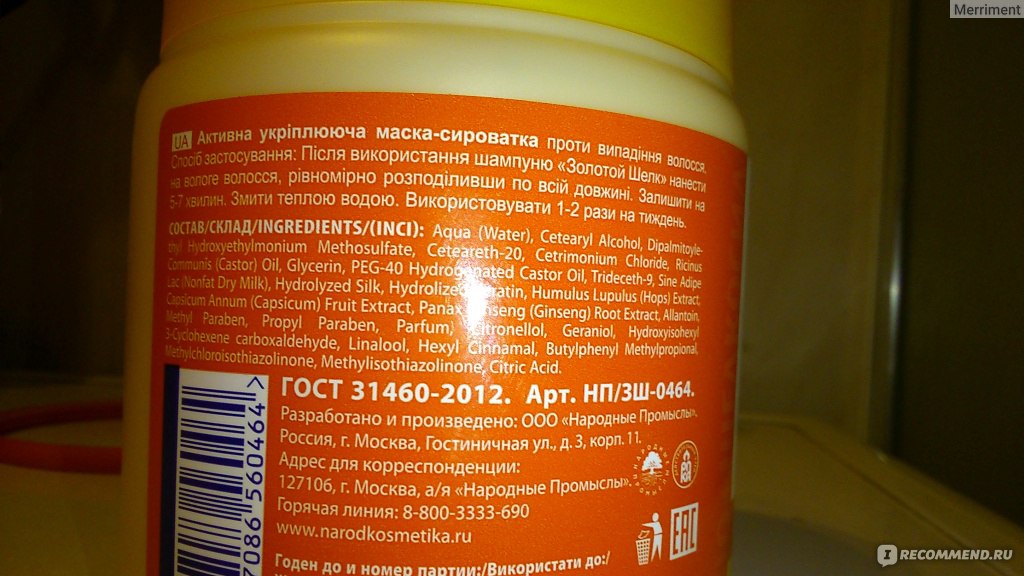 Merriment
UA Активна укріплююча маска-сироватка проти випадіння волосся.
Спосіб застосування: Після використання шампуню «Золотой Шелк» нанести
на вологе волосся, рівномірно розподіливши по всій довжині. Залишити на
5-7 хвилин. Змити теплою водою. Використовувати 1-2 рази на тиждень.
СОСТАВ/СКЛАД/INGREDIENTS/(INCI): Aqua (Water), Cetearyl Alcohol, Dipalmitoyle-
thyl Hydroxyethylmonium Methosulfate, Ceteareth-20, Cetrimonium Chloride, Ricinus
Communis (Castor) Oil, Glycerin, PEG-40 Hydrogenated Castor Oil, Trideceth-9, Sine Adipe
Lac (Nonfat Dry Milk), Hydrolyzed Silk, Hydrolized Keratin, Humulus Lupulus (Hops) Extract,
Capsicum Annum (Capsicum) Fruit Extract, Panax Ginseng (Ginseng) Root Extract, Allantoin,
Methyl Paraben, Propyl Paraben, Parfum, Citronellol, Geraniol, Hydroxyisohexyl
3-Cyclohexene carboxaldehyde, Linalool, Hexyl Cinnamal, Butylphenyl Methylpropional,
Methylchloroisothiazolinone, Methylisothiazolinone, Citric Acid.
ГОСТ 31460-2012. Арт. НП/ЗШ-0464.
Разработано и произведено: ООО «Народные Промыслы».
Россия, г. Москва, Гостиничная ул., д.3, корп. 11.
Адрес для корреспонденции:
127106, г. Москва, а/я «Народные Промыслы».
Горячая линия: 8-800-3333-690
www.narodkosmetika.ru
Годен до и номер партии:/Використати до:/
7086 560464 >
EAC
RECOMMEND.RU